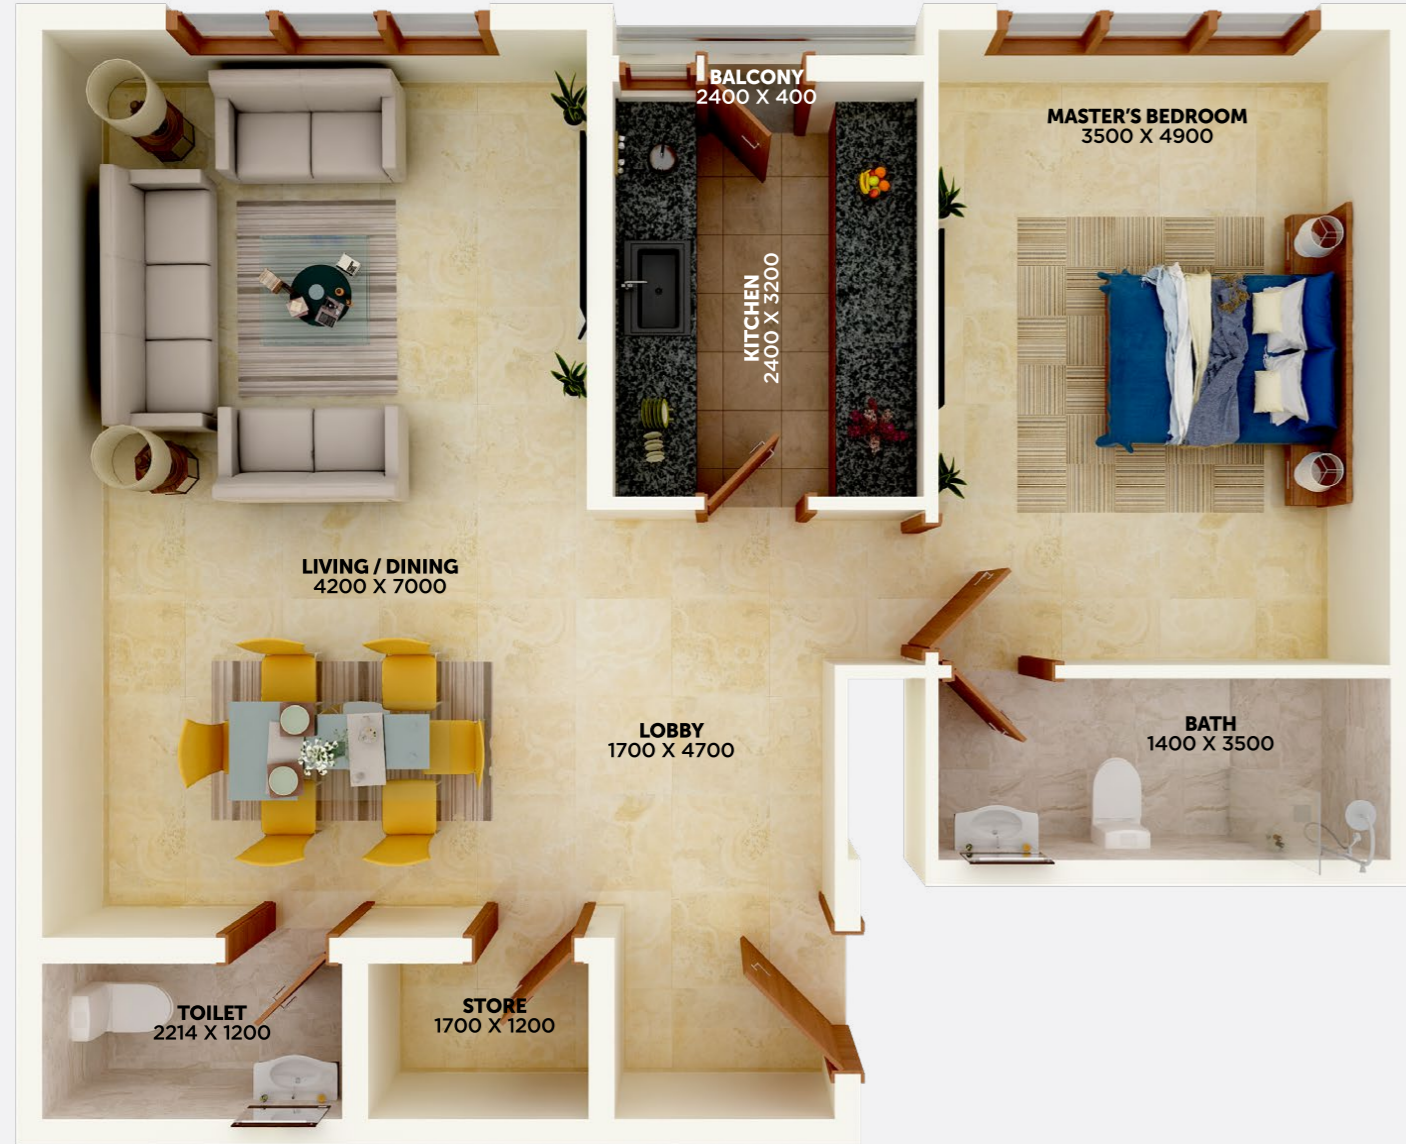 BALCONY
2400 X 400
MASTER'S BEDROOM
3500 X 4900
KITCHEN
2400 X 3200
LIVING / DINING
4200 X 7000
LOBBY
1700 X 4700
BATH
1400 X 3500
TOILET
2214 X 1200
STORE
1700 X 1200